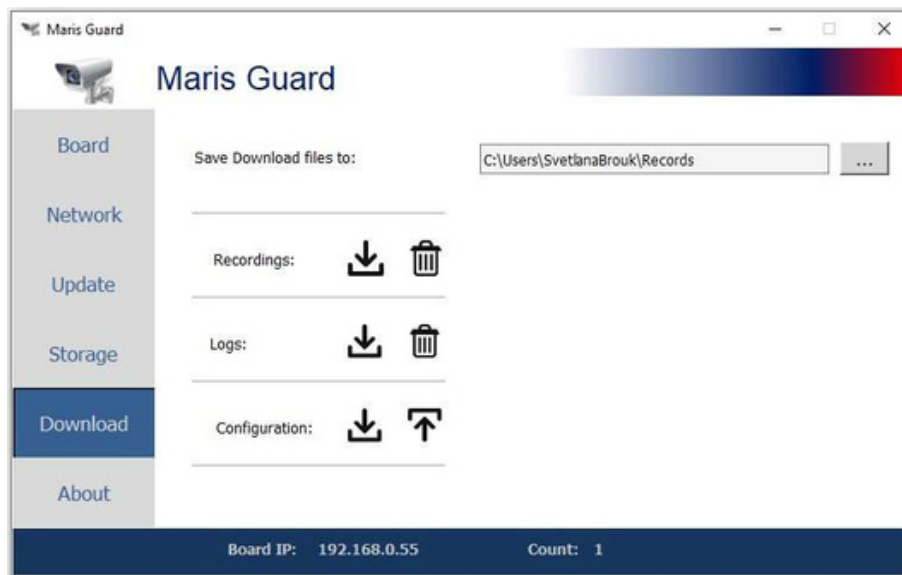 Maris Guard
Maris Guard
Board
Network
Update
Storage
Download
About
Save Download files to:
C:\Users\SvetlanaBrouk\Records
...
Recordings:
Logs:
Configuration:
Board IP: 192.168.0.55 Count: 1